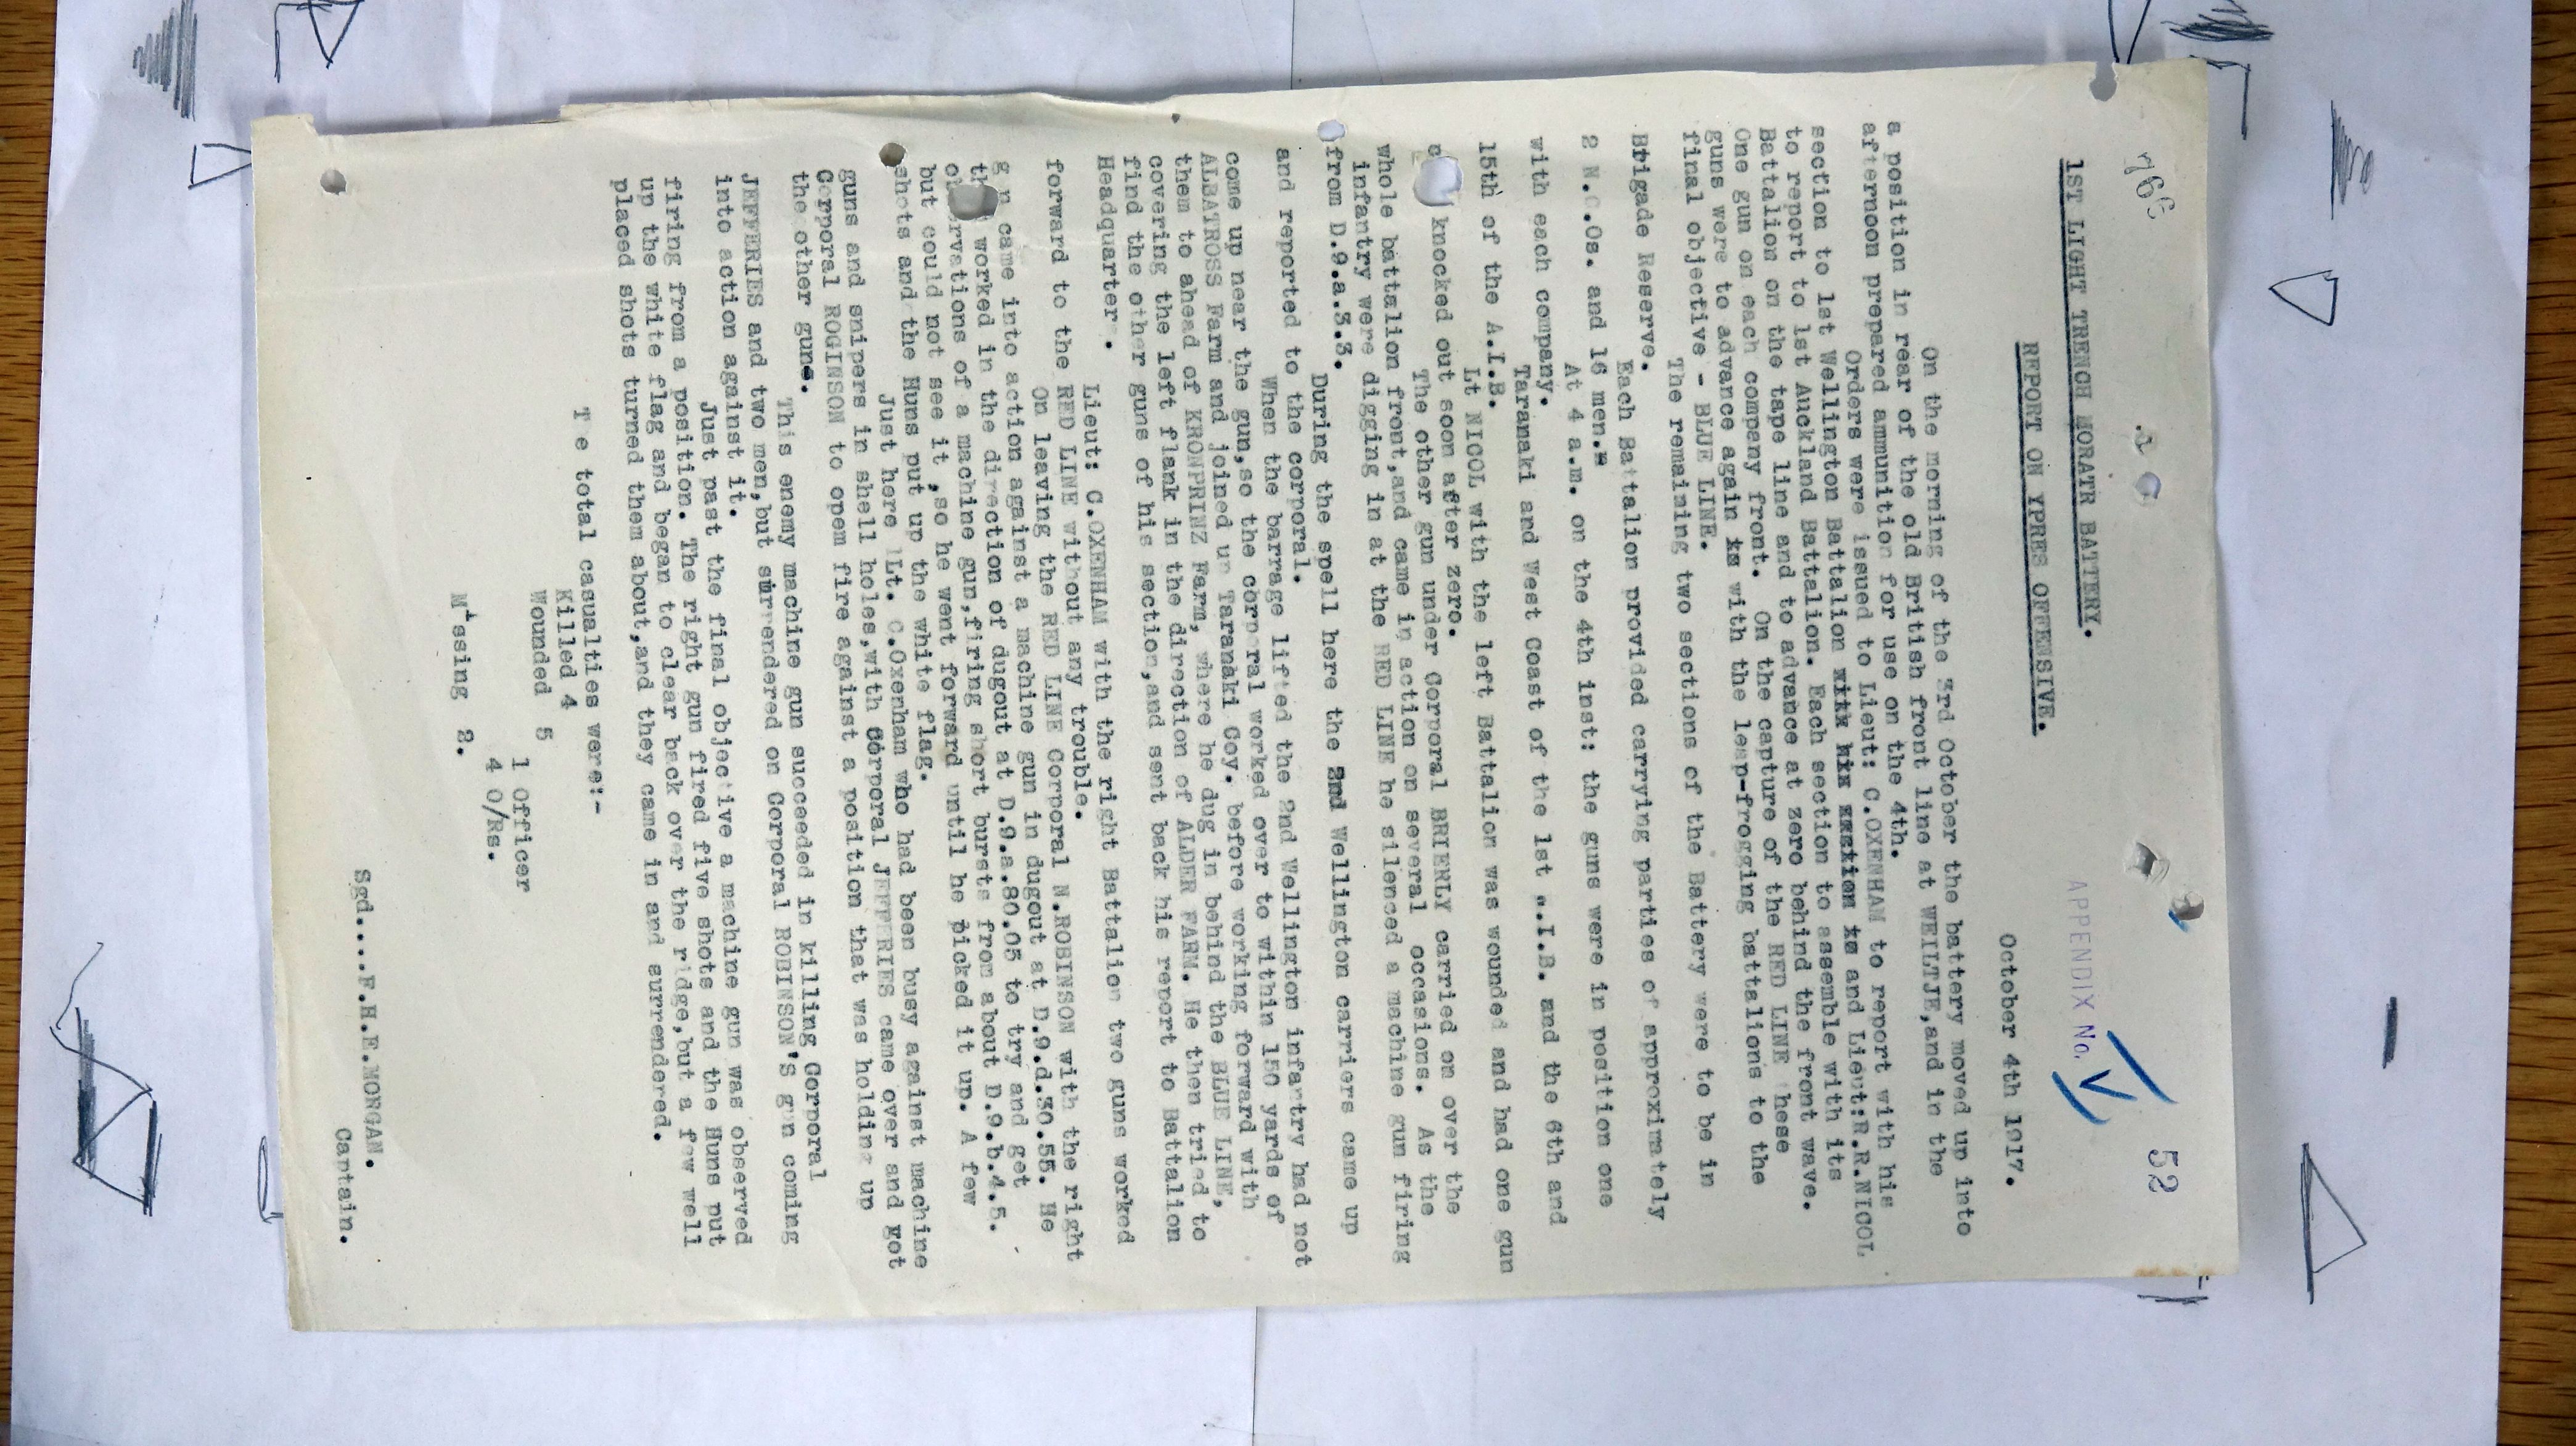 766
52
APPENDIX No. V
1ST LIGHT TRENCH MORATR BATTERY.
October 4th 1917.
REPORT ON YPRES OFFENSIVE.
On the morning of the 3rd October the battery moved up into
a position in rear of the old British front line at WEILTJE,and in the
afternoon prepared ammunition for use on the 4th.
Orders were issued to Lieut: C.OXENHAM to report with his
section to 1st Wellington Battalion with his section to and Lieut:R.R.NICOL
to report to 1st Auckland Battalion. Each section to assemble with its
Battalion on the tape line and to advance at zero behind the front wave.
One gun on each company front. On the capture of the RED LINE these
guns were to advance again to with the leap-frogging battalions to the
final objective - BLUE LINE.
The remaining two sections of the Battery were to be in
Brigade Reserve.
Each Battalion provided carrying parties of approximately
2 N.C.Os. and 16 men.
At 4 a.m. on the 4th inst: the guns were in position one
with each company.
Taranaki and West Coast of the 1st A.I.B. and the 6th and
15th of the A.I.B.
Lt NICOL with the left Battalion was wounded and had one gun
knocked out soon after zero.
The other gun under Corporal BRIERLY carried on over the
whole battalion front,and came in action on several occasions. As the
infantry were digging in at the RED LINE he silenced a machine gun firing
from D.9.a.3.3.
During the spell here the 2nd Wellington carriers came up
and reported to the corporal.
When the barrage lifted the 2nd Wellington infantry had not
come up near the gun,so the corporal worked over to within 150 yards of
ALBATROSS Farm and joined up Taranaki Coy. before working forward with
them to ahead of KRONPRINZ Farm, where he dug in behind the BLUE LINE,
covering the left flank in the direction of ALDER FARM. He then tried to
find the other guns of his section,and sent back his report to Battalion
Headquarter .
Lieut: C.OXENHAM with the right Battalion two guns worked
forward to the RED LINE without any trouble.
On leaving the RED LINE Corporal N.ROBINSON with the right
g n came into action against a machine gun in dugout at D.9.d.30.55. He
th worked in the direction of dugout at D.9.a.80.05 to try and get
ob rvations of a machine gun,firing short bursts from about D.9.b.4.5.
but could not see it ,so he went forward until he picked it up. A few
shots and the Huns put up the white flag.
Just here Lt. C.Oxenham who had been busy against machine
guns and snipers in shell holes,with Corporal JEFFERIES came over and got
Corporal ROGINSON to opem fire against a position that was holding up
the other guns.
This enemy machine gun succeeded in killing Corporal
JEFFERIES and two men,but surrendered on Corporal ROBINSON'S gun coming
into action against it.
Just past the final objective a machine gun was observed
firing from a position. The right gun fired five shots and the Huns put
up the white flag and began to clear back over the ridge,but a few well
placed shots turned them about,and they came in and surrendered.
T e total casualties were:-
Killed 4
Wounded 5
1 Officer
4 O/Rs.
Missing 2.
Sgd....F.H.E.MORGAN.
Captain.